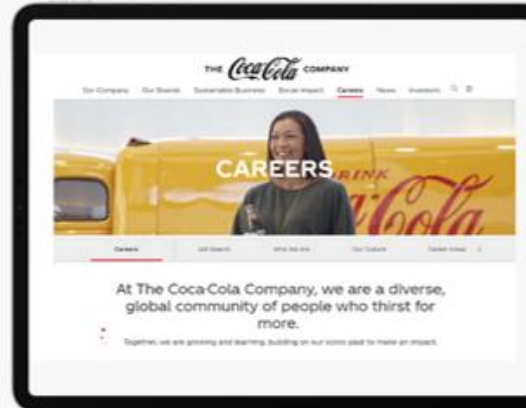 THE Coca-Cola COMPANY
Our Company Our Brands Sustainable Business Social Impact Careers News Investors
CAREERS
DRINK
Coca-Cola
Careers Job Search Who We Are Our Culture Career Areas
At The Coca-Cola Company, we are a diverse,
global community of people who thirst for
more.
Together, we are growing and learning, building on our iconic past to make an impact.